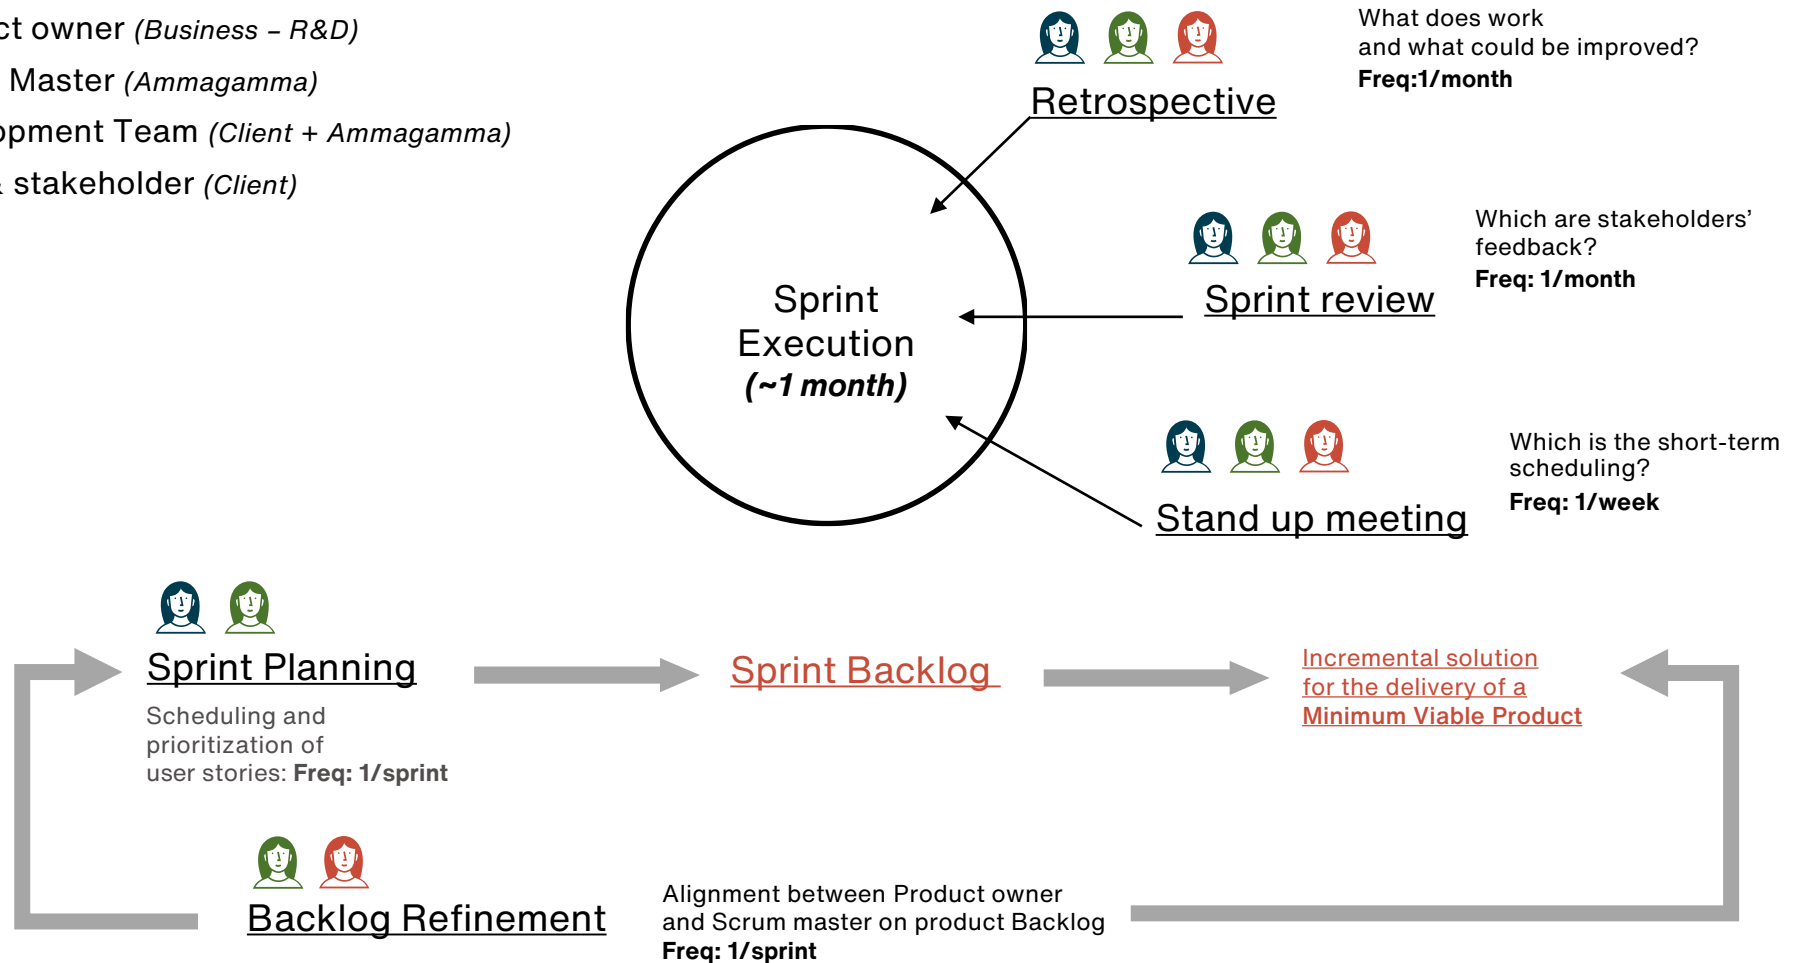 ct owner (Business – R&D)
Master (Ammagamma)
opment Team (Client + Ammagamma)
& stakeholder (Client)
What does work
and what could be improved?
Freq:1/month
Retrospective
Which are stakeholders’
feedback?
Freq: 1/month
Sprint review
Sprint
Execution
(~1 month)
Which is the short-term
scheduling?
Freq: 1/week
Stand up meeting
Sprint Planning
Scheduling and
prioritization of
user stories: Freq: 1/sprint
Sprint Backlog
Incremental solution
for the delivery of a
Minimum Viable Product
Backlog Refinement
Alignment between Product owner
and Scrum master on product Backlog
Freq: 1/sprint